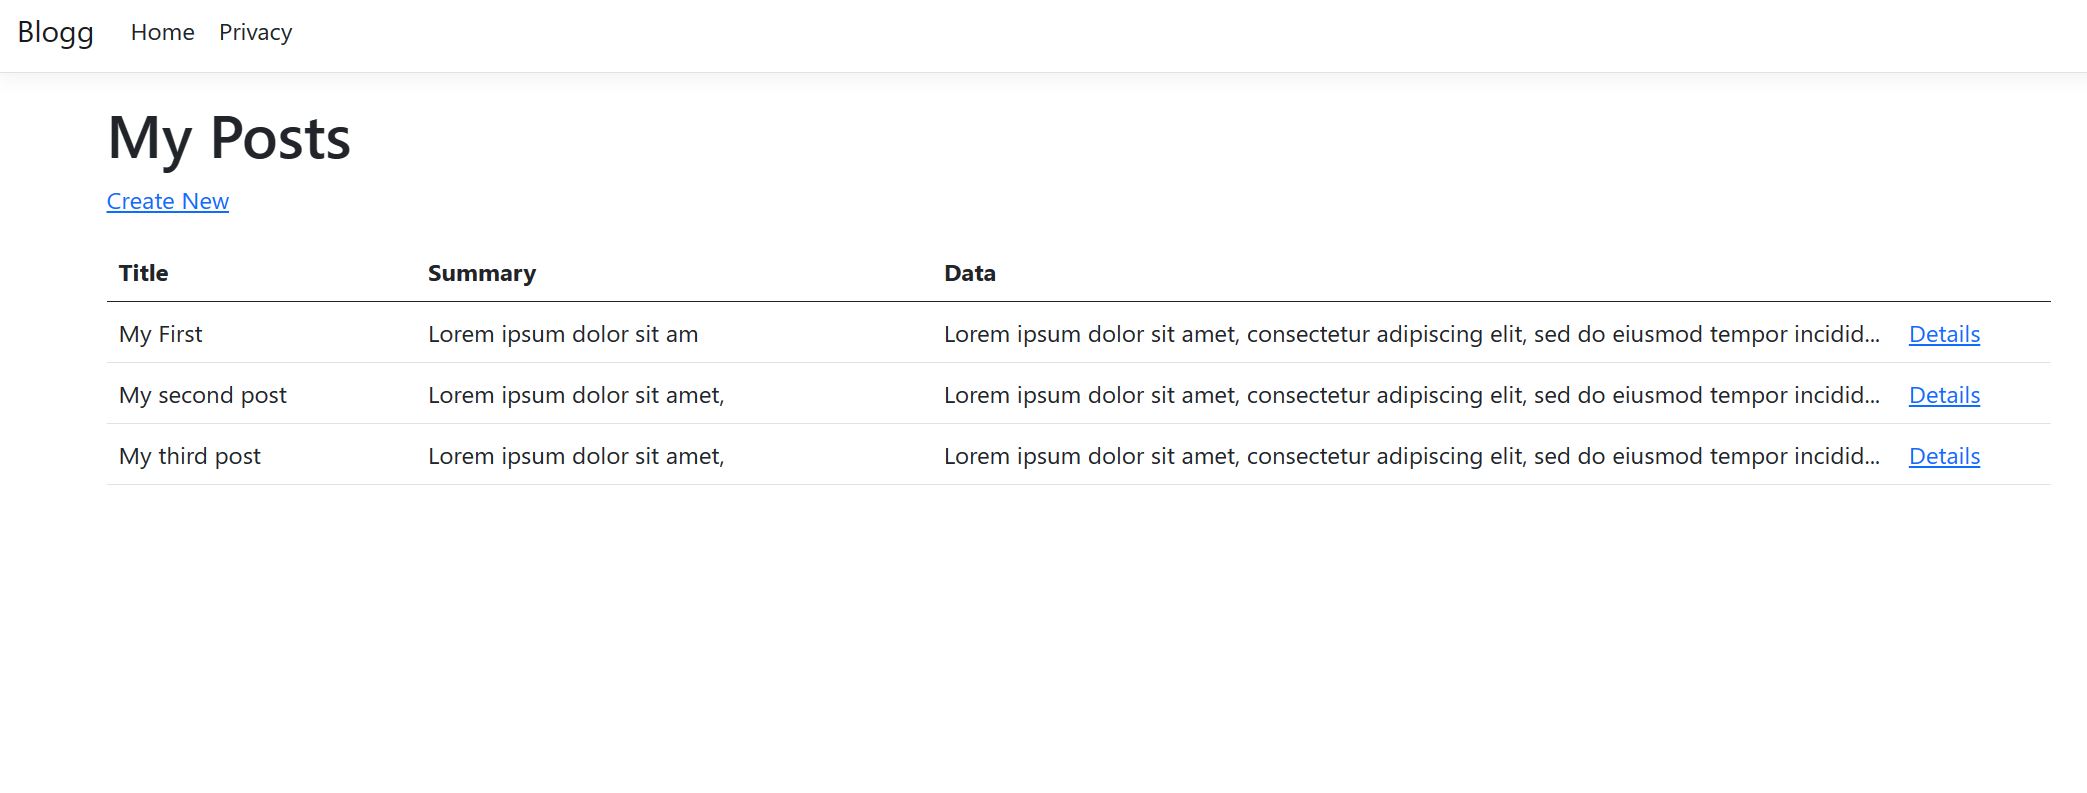 Blogg Home Privacy
My Posts
Create New
Title Summary Data
My First Lorem ipsum dolor sit am Lorem ipsum dolor sit amet, consectetur adipiscing elit, sed do eiusmod tempor incidid... Details
My second post Lorem ipsum dolor sit amet, Lorem ipsum dolor sit amet, consectetur adipiscing elit, sed do eiusmod tempor incidid... Details
My third post Lorem ipsum dolor sit amet, Lorem ipsum dolor sit amet, consectetur adipiscing elit, sed do eiusmod tempor incidid... Details